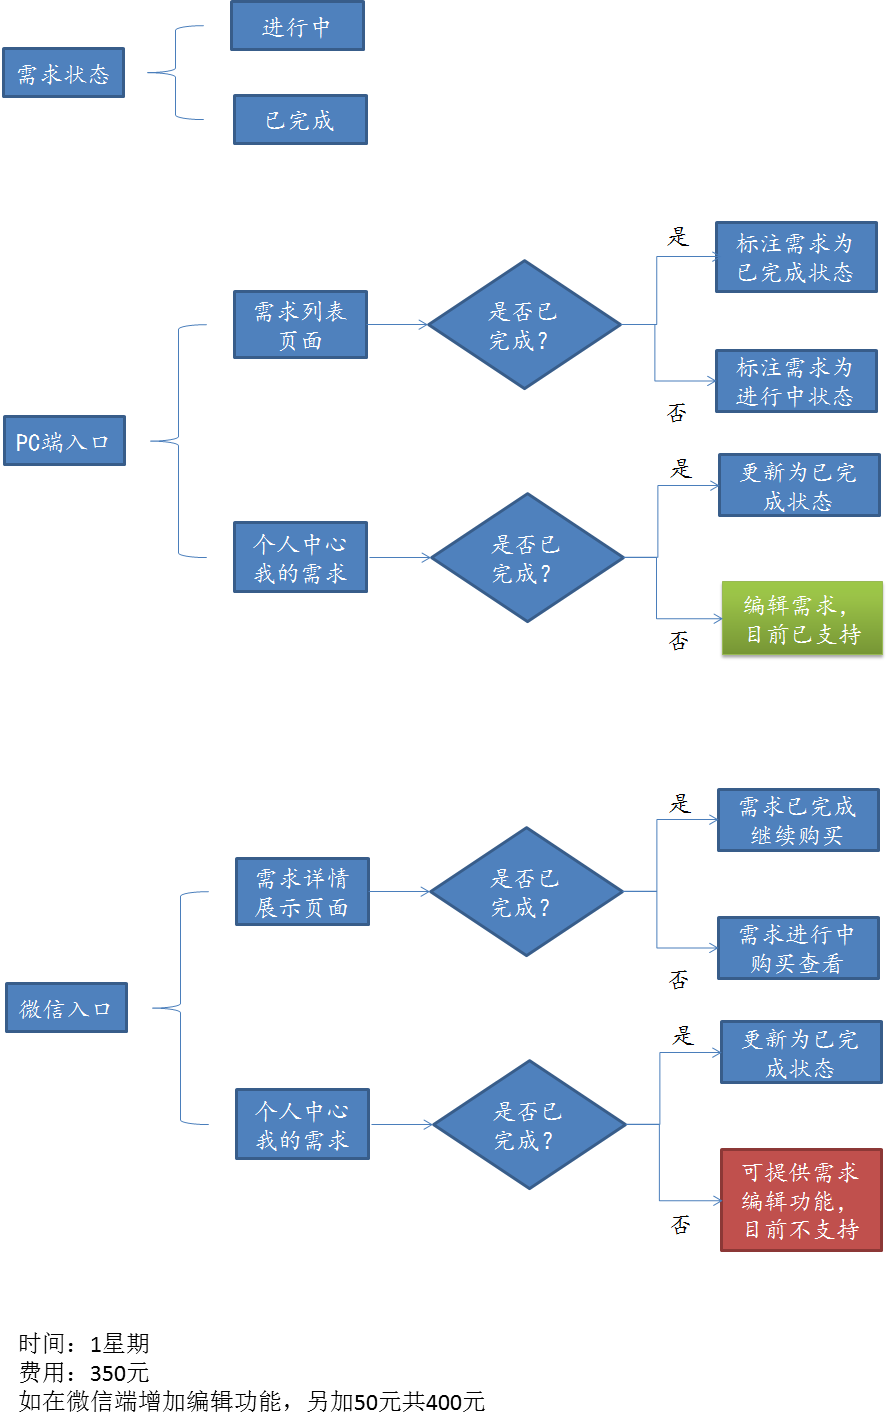 进行中
需求状态
已完成
是
标注需求为
已完成状态
需求列表
页面
是否已
完成？
标注需求为
进行中状态
否
PC端入口
是
更新为已完
成状态
个人中心
我的需求
是否已
完成？
编辑需求，
目前已支持
否
是
需求已完成
继续购买
需求详情
展示页面
是否已
完成？
需求进行中
购买查看
否
微信入口
是
更新为已完
成状态
个人中心
我的需求
是否已
完成？
可提供需求
编辑功能，
目前不支持
否
时间：1星期
费用：350元
如在微信端增加编辑功能，另加50元共400元